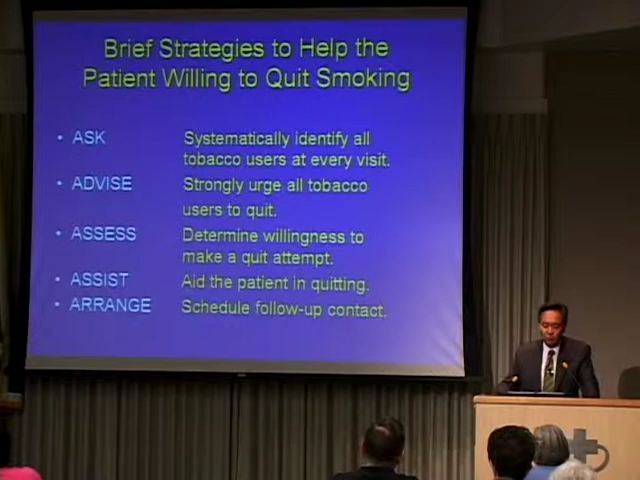 Brief Strategies to Help the
Patient Willing to Quit Smoking
• ASK Systematically identify all
tobacco users at every visit.
• ADVISE Strongly urge all tobacco
users to quit.
• ASSESS Determine willingness to
make a quit attempt.
• ASSIST Aid the patient in quitting.
• ARRANGE Schedule follow-up contact.